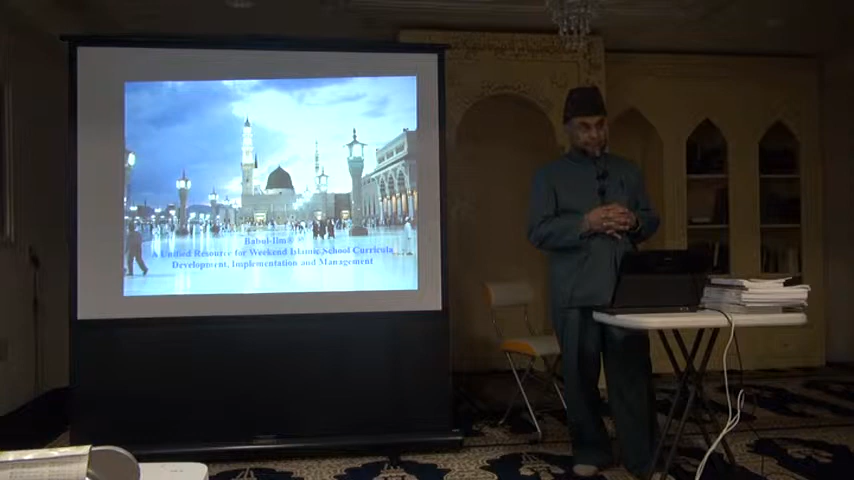 Babul-Ilm®
A Unified Resource for Weekend Islamic School Curricula
Development, Implementation and Management